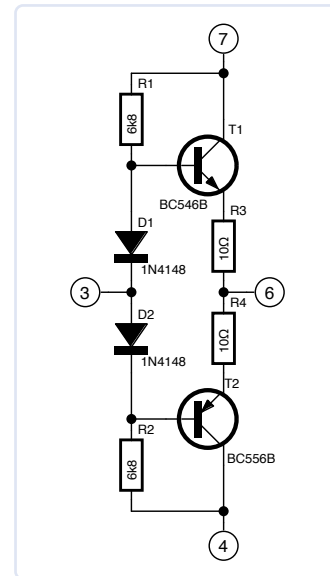 7
R1
6k8
T1
BC546B
R3
10Ω
D1
1N4148
3
6
R4
10Ω
D2
1N4148
T2
R2
6k8
BC556B
4